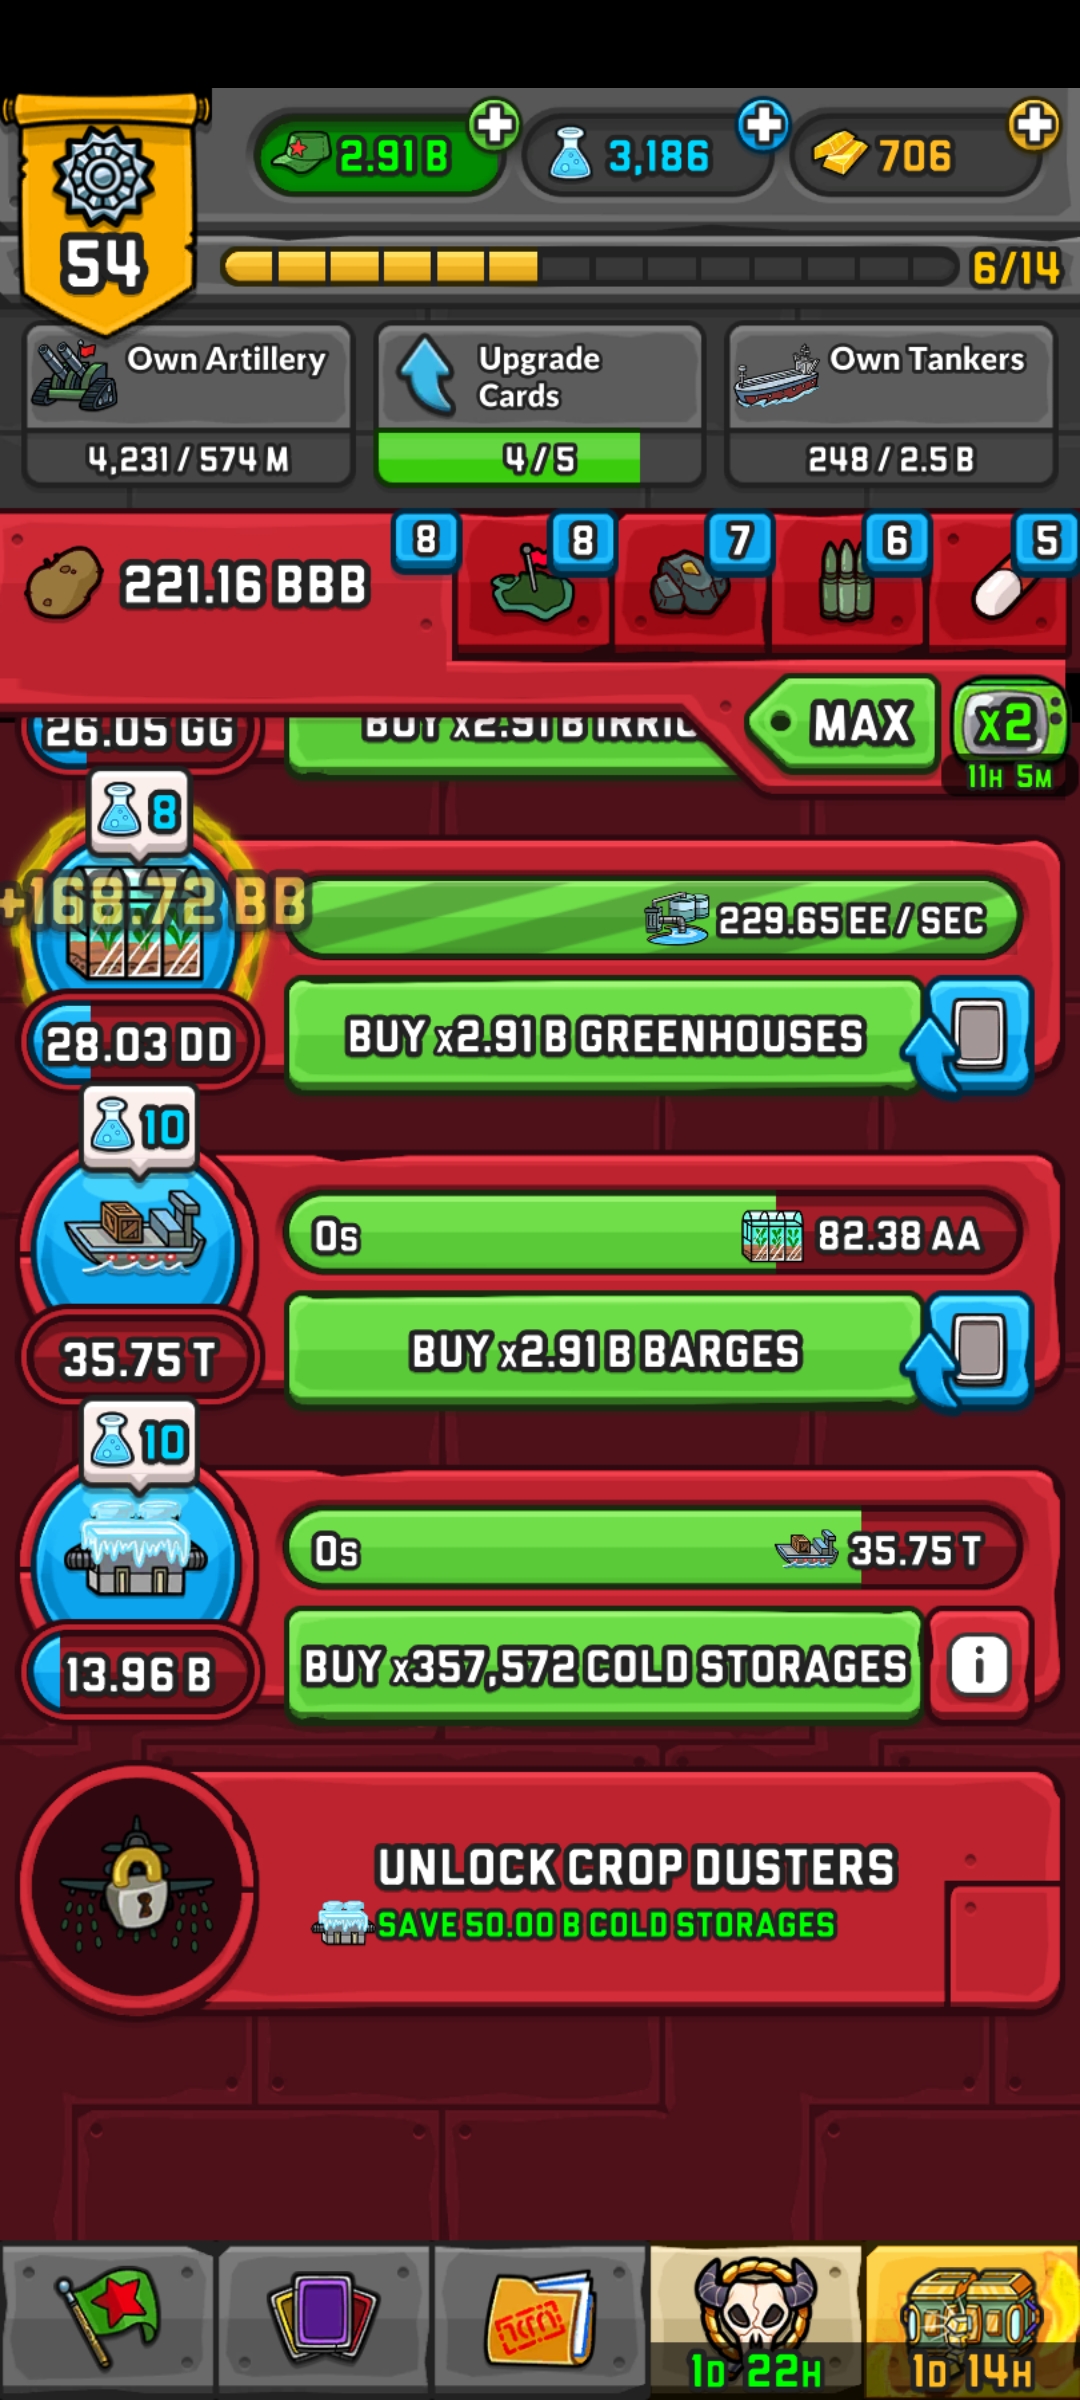 2.91 B
3,186
706
54
6/14
Own Artillery
4,231 / 574 M
Upgrade
Cards
4 / 5
Own Tankers
248 / 2.5 B
221.16 BBB
8
8
7
6
5
MAX
x2
11H 5M
26.05 GG
BUY x2.91 B IRRIG
8
+168.72 BB
229.65 EE / SEC
28.03 DD
BUY x2.91 B GREENHOUSES
10
0s
82.38 AA
35.75 T
BUY x2.91 B BARGES
10
0s
35.75 T
13.96 B
BUY x357,572 COLD STORAGES
i
UNLOCK CROP DUSTERS
SAVE 50.00 B COLD STORAGES
1D 22H
1D 14H